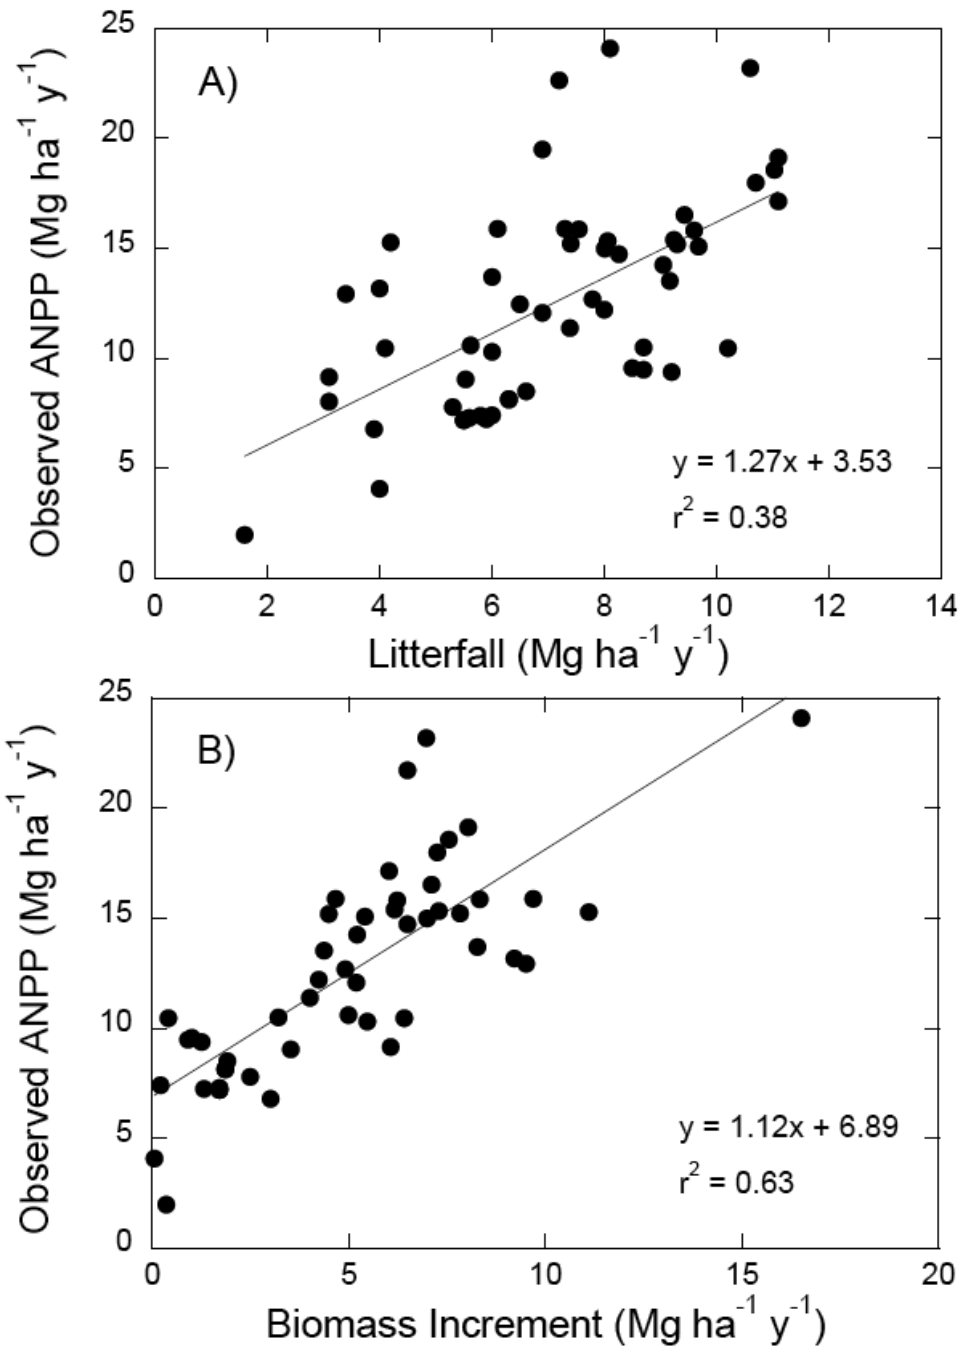 A)
Observed ANPP (Mg ha⁻¹ y⁻¹)
25
20
15
10
5
0
y = 1.27x + 3.53
r² = 0.38
0 2 4 6 8 10 12 14
Litterfall (Mg ha⁻¹ y⁻¹)
B)
Observed ANPP (Mg ha⁻¹ y⁻¹)
25
20
15
10
5
0
y = 1.12x + 6.89
r² = 0.63
0 5 10 15 20
Biomass Increment (Mg ha⁻¹ y⁻¹)